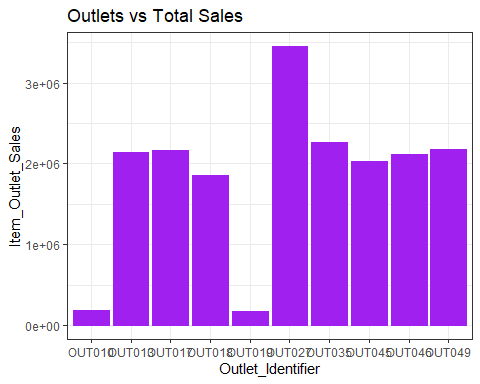 Outlets vs Total Sales
Item_Outlet_Sales
3e+06
2e+06
1e+06
0e+00
OUT010 OUT013 OUT017 OUT018 OUT019 OUT027 OUT035 OUT045 OUT046 OUT049
Outlet_Identifier